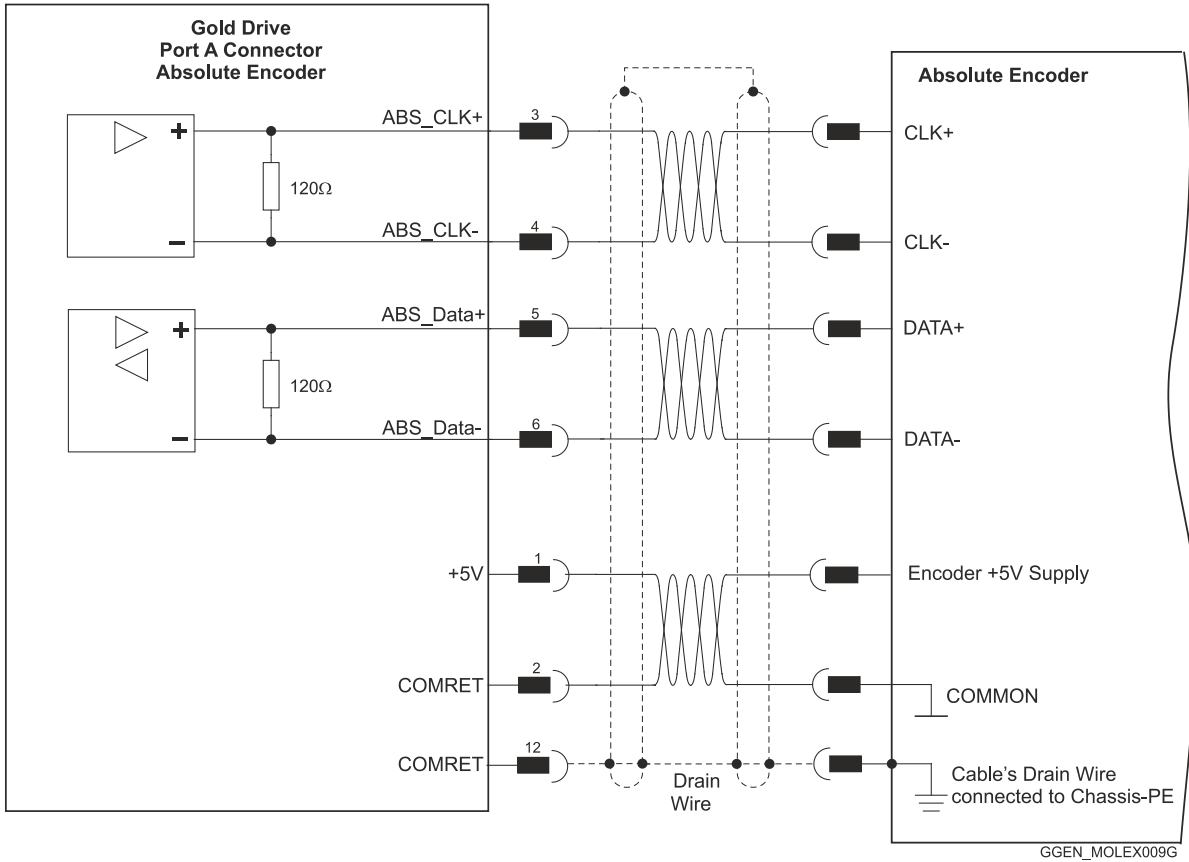 Gold Drive
Port A Connector
Absolute Encoder
Absolute Encoder
+
120Ω
−
ABS_CLK+
3
CLK+
ABS_CLK-
4
CLK-
+
120Ω
−
ABS_Data+
5
DATA+
ABS_Data-
6
DATA-
+5V
1
Encoder +5V Supply
COMRET
2
COMMON
COMRET
12
Drain
Wire
Cable's Drain Wire
connected to Chassis-PE
GGEN_MOLEX009G